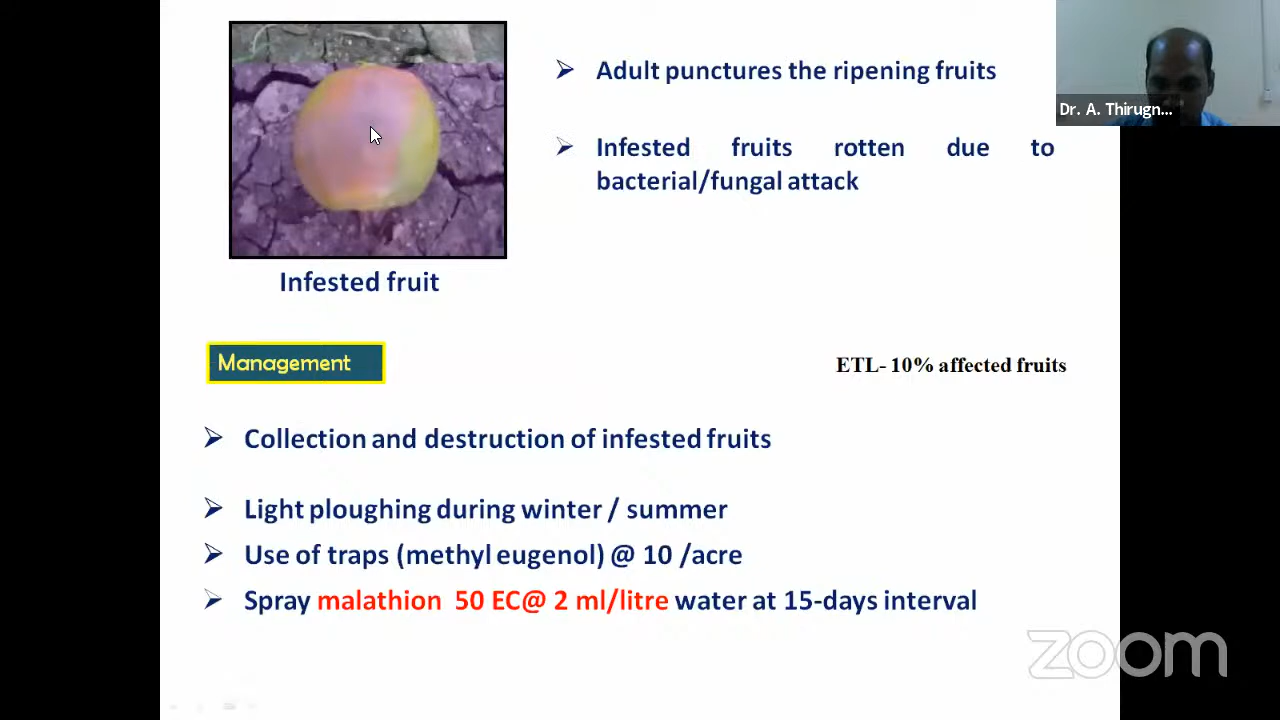 Adult punctures the ripening fruits
Infested fruits rotten due to
bacterial/fungal attack
Dr. A. Thirugn...
Infested fruit
Management
ETL- 10% affected fruits
Collection and destruction of infested fruits
Light ploughing during winter / summer
Use of traps (methyl eugenol) @ 10 /acre
Spray malathion 50 EC@ 2 ml/litre water at 15-days interval
zoom